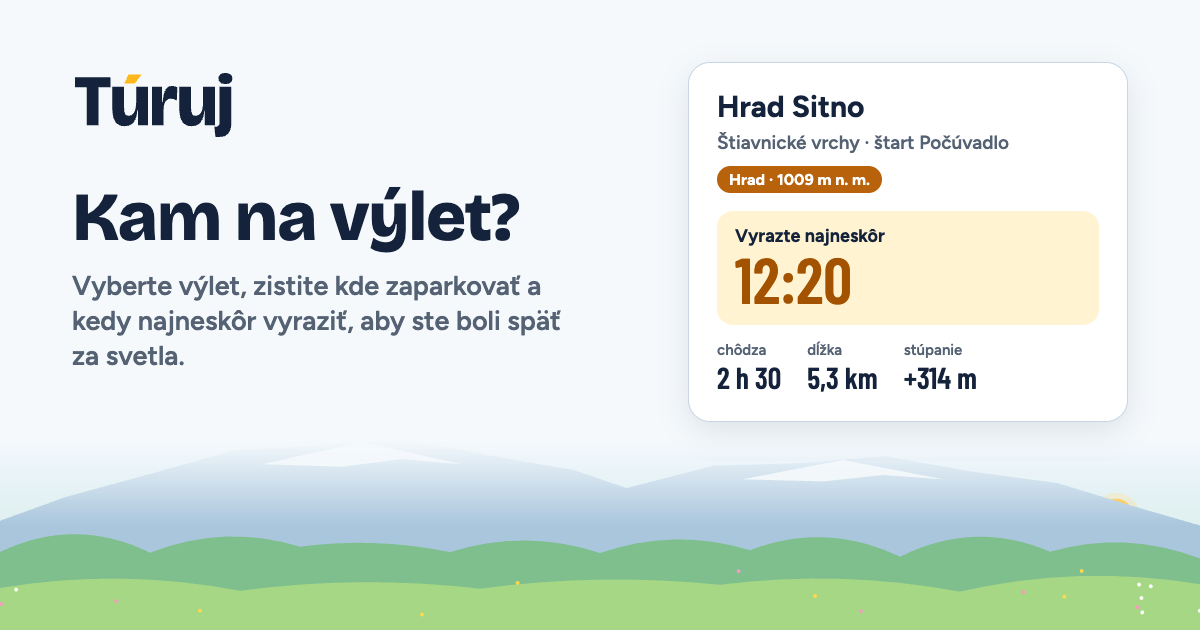 Túruj
Kam na výlet?
Vyberte výlet, zistite kde zaparkovať a
kedy najneskôr vyraziť, aby ste boli späť
za svetla.
Hrad Sitno
Štiavnické vrchy · štart Počúvadlo
Hrad · 1009 m n. m.
Vyrazte najneskôr
12:20
chôdza dĺžka stúpanie
2 h 30 5,3 km +314 m